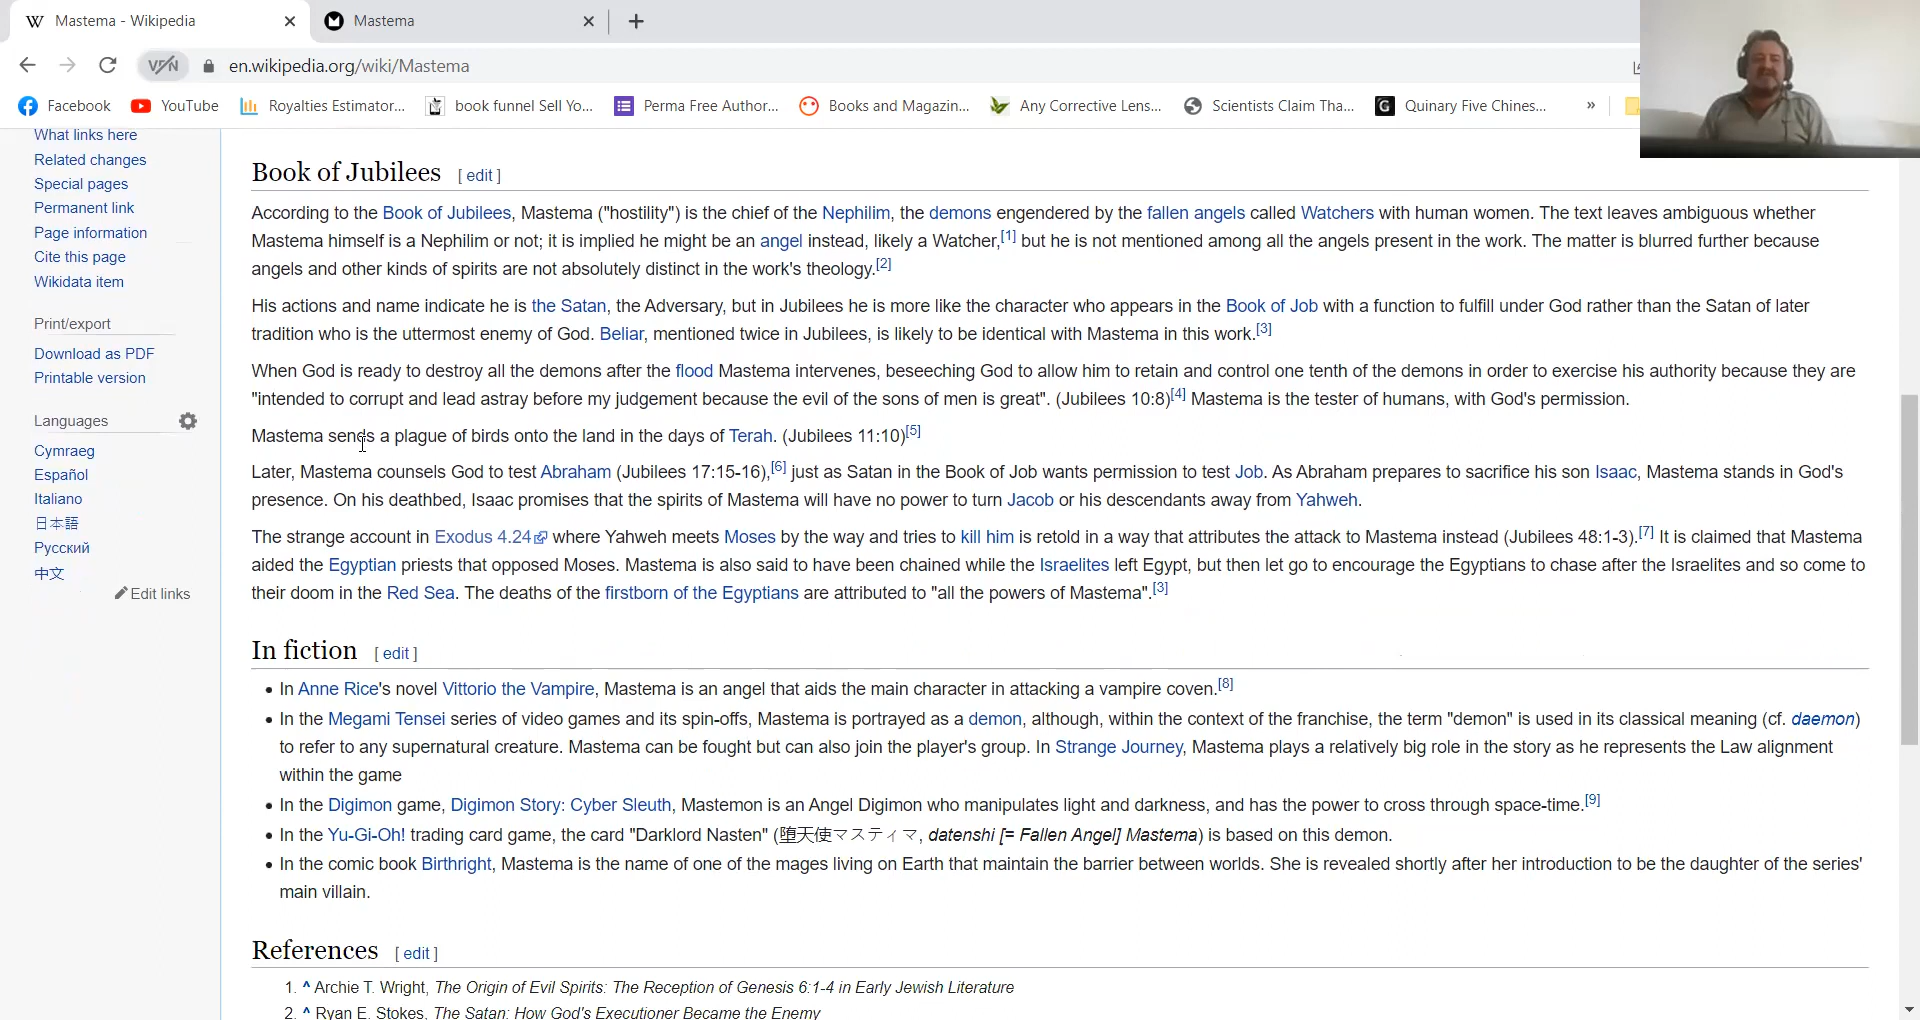 Mastema - Wikipedia
Mastema
VPN
en.wikipedia.org/wiki/Mastema
Facebook
YouTube
Royalties Estimator...
book funnel Sell Yo...
Perma Free Author...
Books and Magazin...
Any Corrective Lens...
Scientists Claim Tha...
Quinary Five Chines...
»
What links here
Related changes
Special pages
Permanent link
Page information
Cite this page
Wikidata item
Print/export
Download as PDF
Printable version
Languages
Cymraeg
Español
Italiano
日本語
Русский
中文
Edit links
Book of Jubilees [ edit ]
According to the Book of Jubilees, Mastema ("hostility") is the chief of the Nephilim, the demons engendered by the fallen angels called Watchers with human women. The text leaves ambiguous whether
Mastema himself is a Nephilim or not; it is implied he might be an angel instead, likely a Watcher,[1] but he is not mentioned among all the angels present in the work. The matter is blurred further because
angels and other kinds of spirits are not absolutely distinct in the work's theology.[2]
His actions and name indicate he is the Satan, the Adversary, but in Jubilees he is more like the character who appears in the Book of Job with a function to fulfill under God rather than the Satan of later
tradition who is the uttermost enemy of God. Beliar, mentioned twice in Jubilees, is likely to be identical with Mastema in this work.[3]
When God is ready to destroy all the demons after the flood Mastema intervenes, beseeching God to allow him to retain and control one tenth of the demons in order to exercise his authority because they are
"intended to corrupt and lead astray before my judgement because the evil of the sons of men is great". (Jubilees 10:8)[4] Mastema is the tester of humans, with God's permission.
Mastema sends a plague of birds onto the land in the days of Terah. (Jubilees 11:10)[5]
Later, Mastema counsels God to test Abraham (Jubilees 17:15-16),[6] just as Satan in the Book of Job wants permission to test Job. As Abraham prepares to sacrifice his son Isaac, Mastema stands in God's
presence. On his deathbed, Isaac promises that the spirits of Mastema will have no power to turn Jacob or his descendants away from Yahweh.
The strange account in Exodus 4.24 where Yahweh meets Moses by the way and tries to kill him is retold in a way that attributes the attack to Mastema instead (Jubilees 48:1-3).[7] It is claimed that Mastema
aided the Egyptian priests that opposed Moses. Mastema is also said to have been chained while the Israelites left Egypt, but then let go to encourage the Egyptians to chase after the Israelites and so come to
their doom in the Red Sea. The deaths of the firstborn of the Egyptians are attributed to "all the powers of Mastema".[3]
In fiction [ edit ]
• In Anne Rice's novel Vittorio the Vampire, Mastema is an angel that aids the main character in attacking a vampire coven.[8]
• In the Megami Tensei series of video games and its spin-offs, Mastema is portrayed as a demon, although, within the context of the franchise, the term "demon" is used in its classical meaning (cf. daemon)
to refer to any supernatural creature. Mastema can be fought but can also join the player's group. In Strange Journey, Mastema plays a relatively big role in the story as he represents the Law alignment
within the game
• In the Digimon game, Digimon Story: Cyber Sleuth, Mastemon is an Angel Digimon who manipulates light and darkness, and has the power to cross through space-time.[9]
• In the Yu-Gi-Oh! trading card game, the card "Darklord Nasten" (堕天使マスティマ, datenshi [= Fallen Angel] Mastema) is based on this demon.
• In the comic book Birthright, Mastema is the name of one of the mages living on Earth that maintain the barrier between worlds. She is revealed shortly after her introduction to be the daughter of the series'
main villain.
References [ edit ]
1. ^ Archie T. Wright, The Origin of Evil Spirits: The Reception of Genesis 6:1-4 in Early Jewish Literature
2. ^ Ryan E. Stokes, The Satan: How God's Executioner Became the Enemy